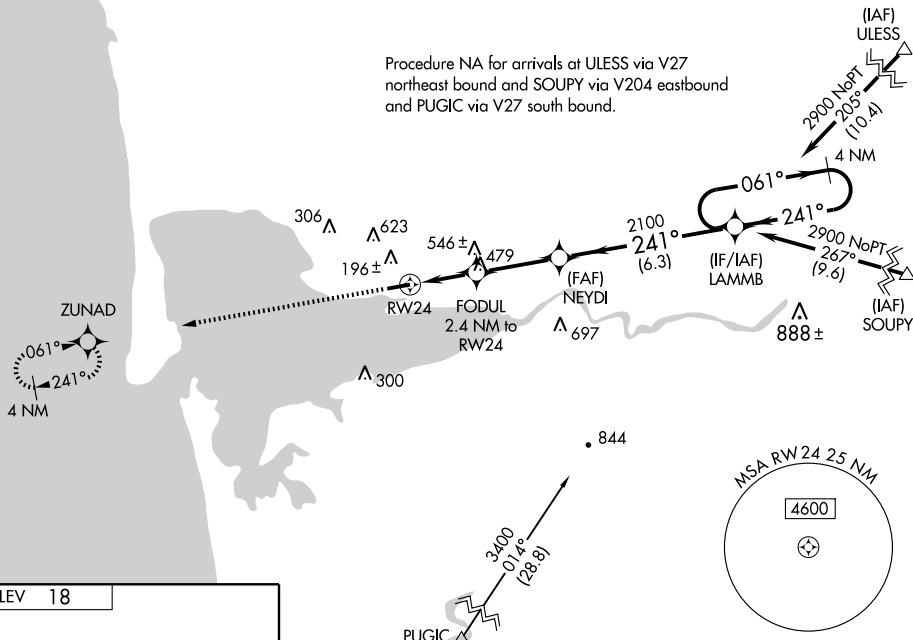 (IAF)
ULESS
Procedure NA for arrivals at ULESS via V27
northeast bound and SOUPY via V204 eastbound
and PUGIC via V27 south bound.
2900 NoPT
205°
(10.4)
4 NM
061°
241°
306
623
546±
479
196±
2100
241°
(6.3)
2900 NoPT
267°
(9.6)
(IF/IAF)
LAMMB
(FAF)
NEYDI
RW24
FODUL
2.4 NM to
RW24
(IAF)
SOUPY
ZUNAD
061°
241°
4 NM
697
888±
300
844
MSA RW24 25 NM
4600
3400
014°
(28.8)
LEV 18
PUGIC